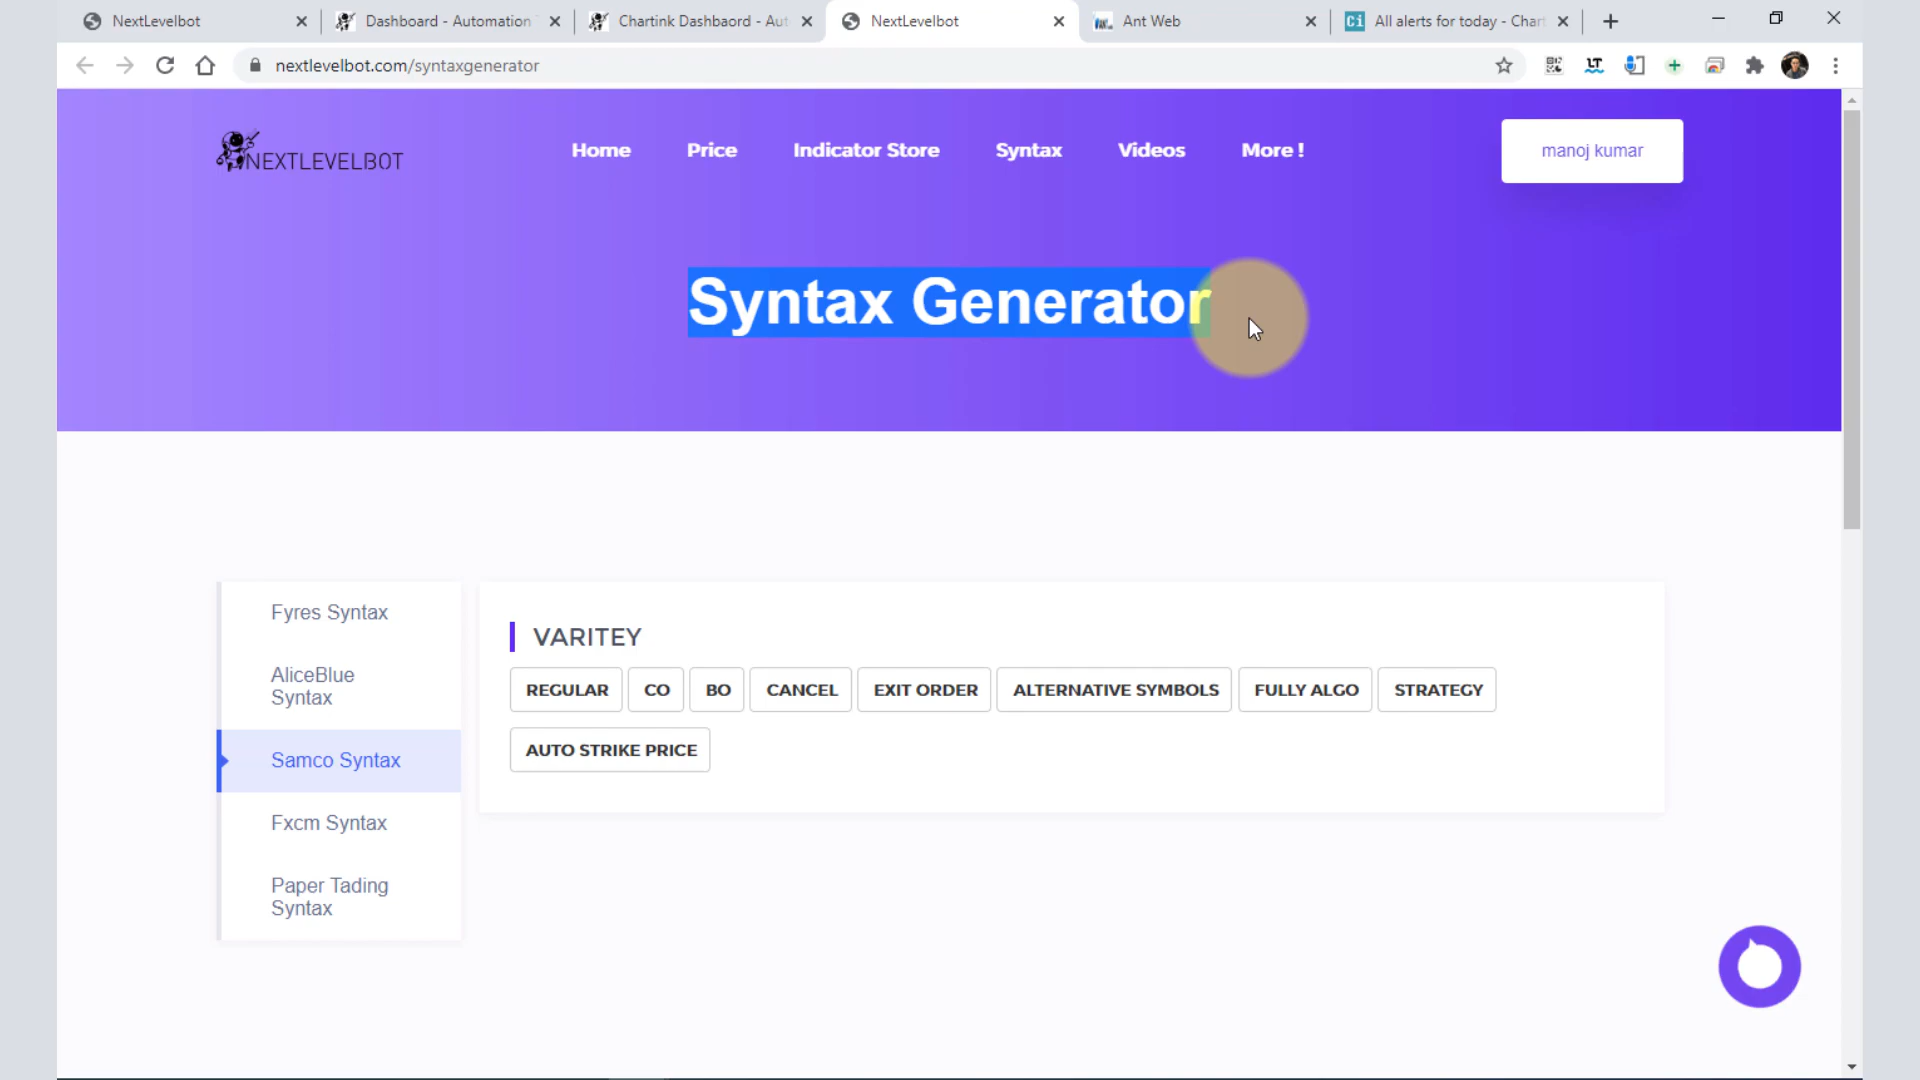 NextLevelbot
Dashboard - Automation
Chartink Dashbaord - Aut
NextLevelbot
Ant Web
Ci All alerts for today - Chart
nextlevelbot.com/syntaxgenerator
LT
NEXTLEVELBOT
Home
Price
Indicator Store
Syntax
Videos
More !
manoj kumar
Syntax Generator
Fyres Syntax
AliceBlue
Syntax
Samco Syntax
Fxcm Syntax
Paper Tading
Syntax
VARITEY
REGULAR
CO
BO
CANCEL
EXIT ORDER
ALTERNATIVE SYMBOLS
FULLY ALGO
STRATEGY
AUTO STRIKE PRICE